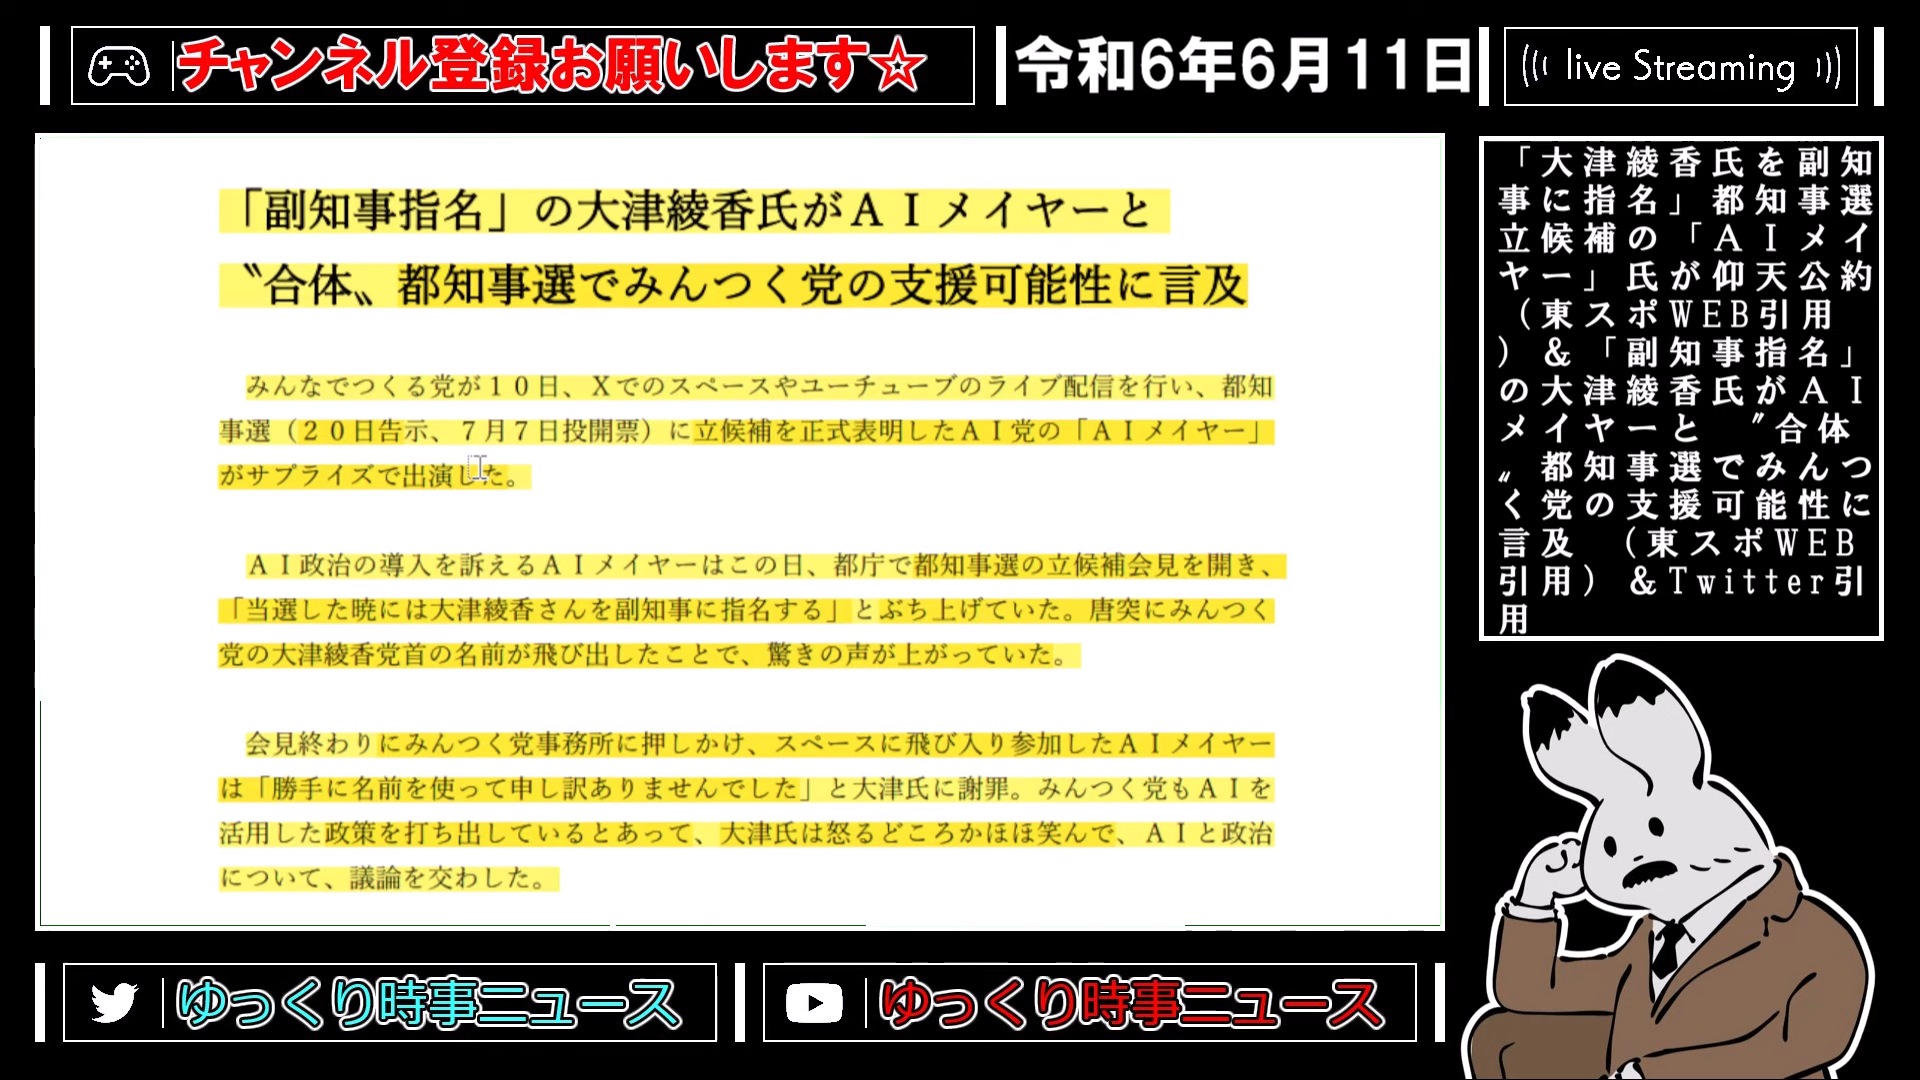 チャンネル登録お願いします☆
令和6年6月11日
live Streaming
「副知事指名」の大津綾香氏がＡＩメイヤーと
〝合体〟都知事選でみんつく党の支援可能性に言及
みんなでつくる党が１０日、Ｘでのスペースやユーチューブのライブ配信を行い、都知
事選（２０日告示、７月７日投開票）に立候補を正式表明したＡＩ党の「ＡＩメイヤー」
がサプライズで出演した。
ＡＩ政治の導入を訴えるＡＩメイヤーはこの日、都庁で都知事選の立候補会見を開き、
「当選した暁には大津綾香さんを副知事に指名する」とぶち上げていた。唐突にみんつく
党の大津綾香党首の名前が飛び出したことで、驚きの声が上がっていた。
会見終わりにみんつく党事務所に押しかけ、スペースに飛び入り参加したＡＩメイヤー
は「勝手に名前を使って申し訳ありませんでした」と大津氏に謝罪。みんつく党もＡＩを
活用した政策を打ち出しているとあって、大津氏は怒るどころかほほ笑んで、ＡＩと政治
について、議論を交わした。
「大津綾香氏を副知
事に指名」都知事選
立候補の「ＡＩメイ
ヤー」氏が仰天公約
（東スポWEB引用
）＆「副知事指名」
の大津綾香氏がＡＩ
メイヤーと　〝合体
〟都知事選でみんつ
く党の支援可能性に
言及　（東スポWEB
引用）＆Twitter引
用
ゆっくり時事ニュース
ゆっくり時事ニュース